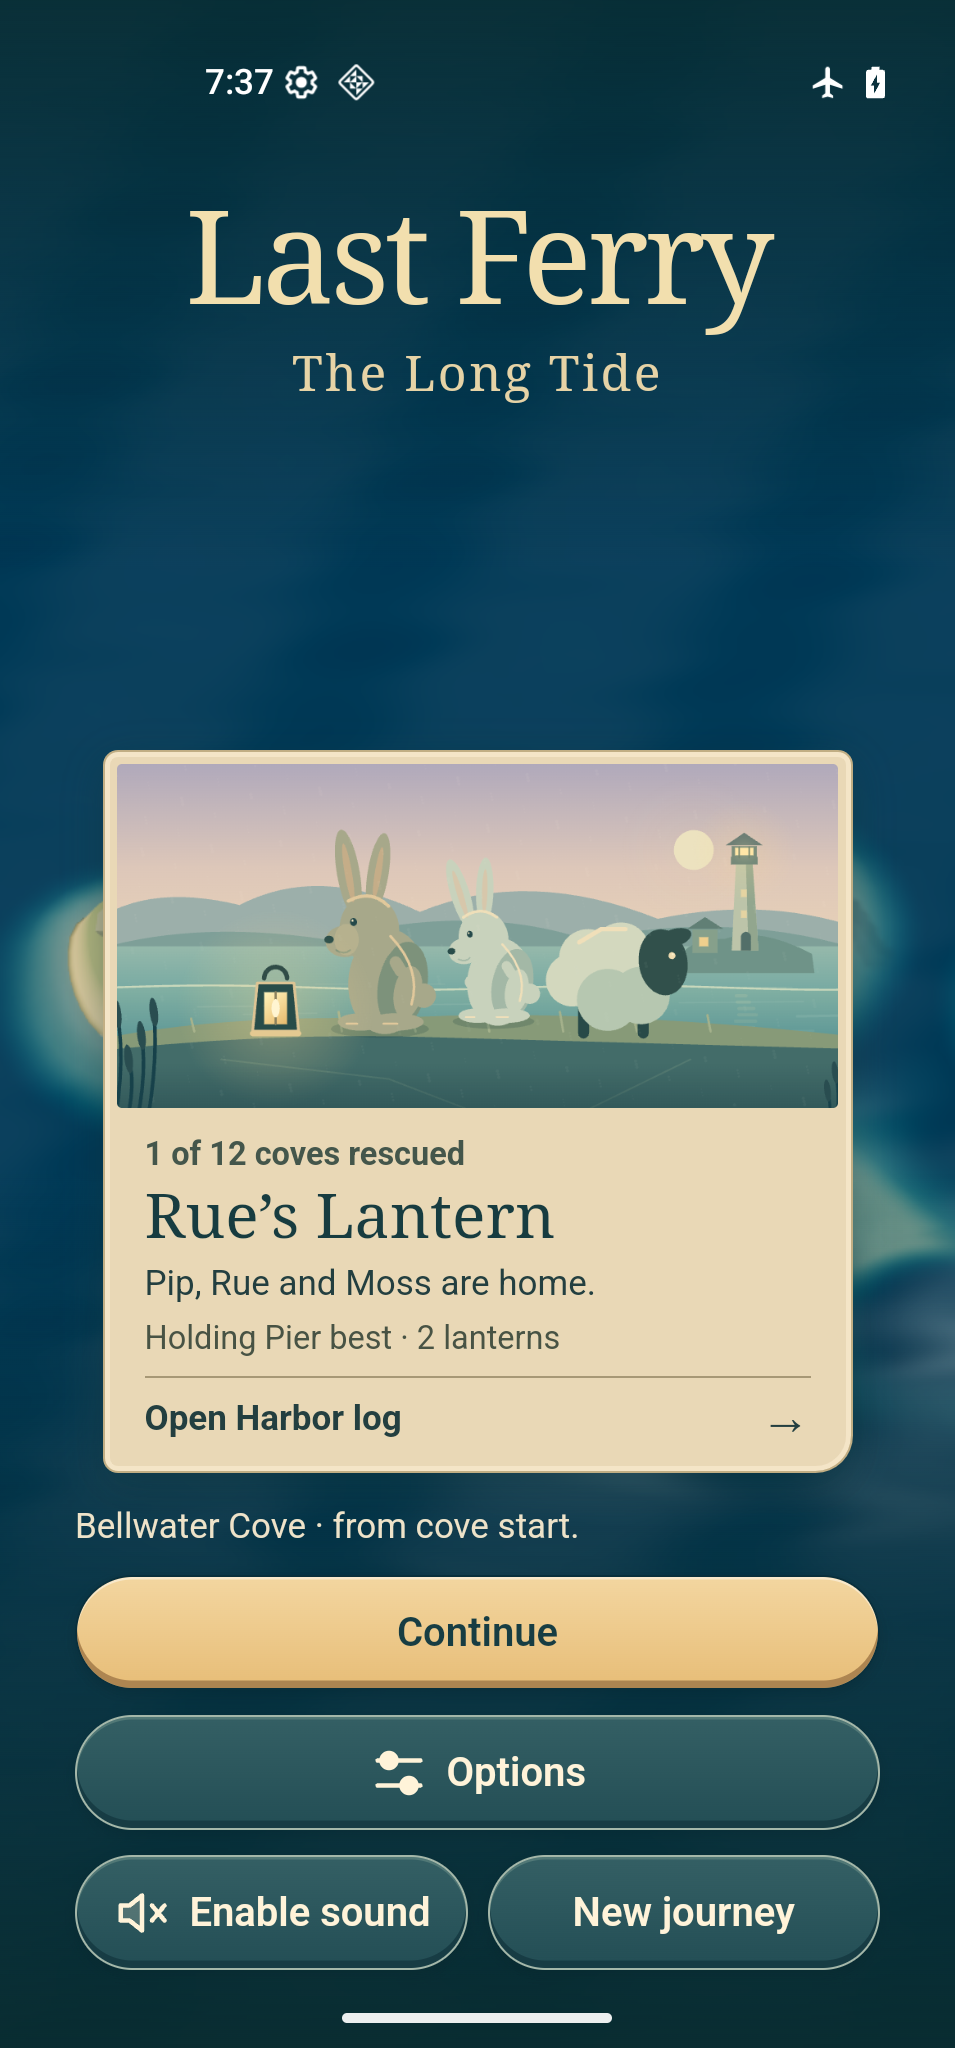 7:37
Last Ferry
The Long Tide
1 of 12 coves rescued
Rue’s Lantern
Pip, Rue and Moss are home.
Holding Pier best · 2 lanterns
Open Harbor log →
Bellwater Cove · from cove start.
Continue
Options
Enable sound
New journey